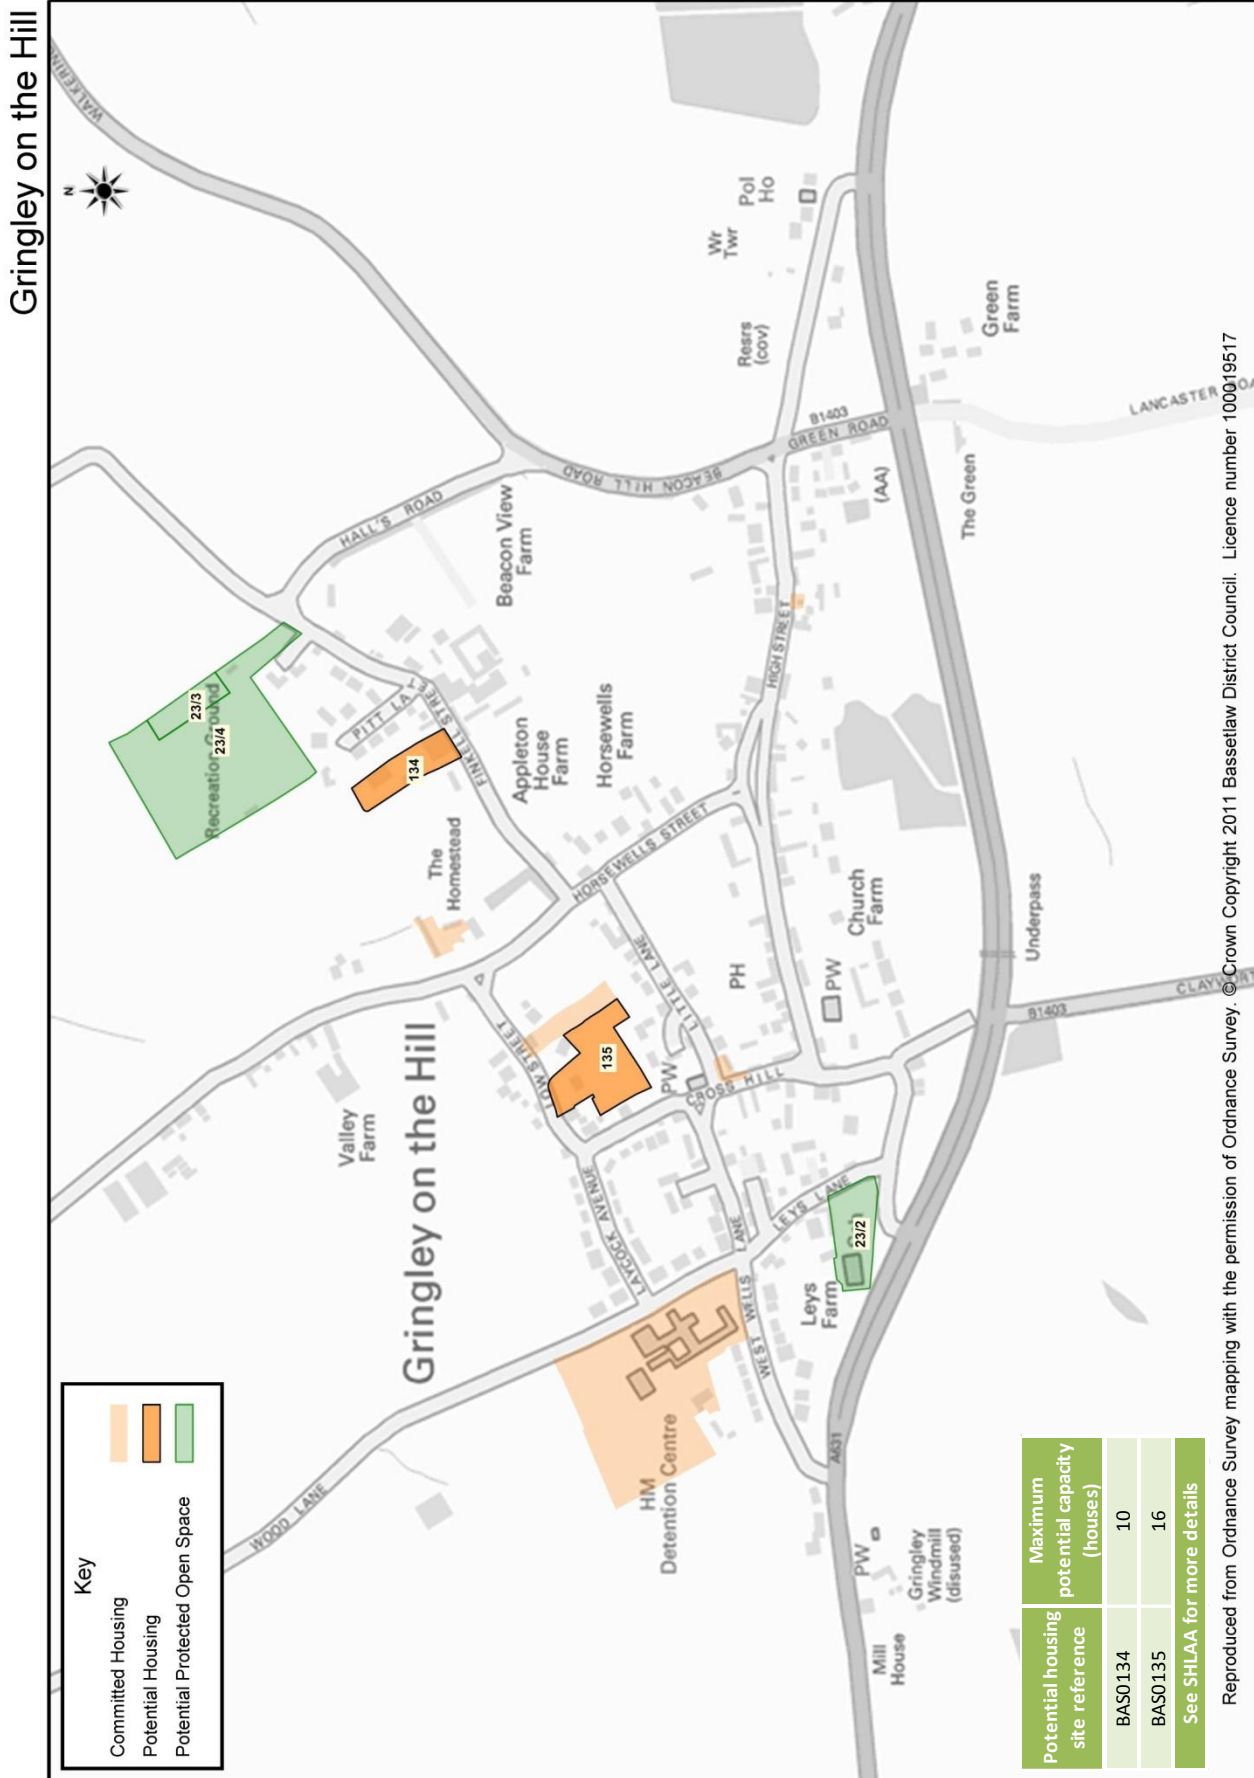 Gringley on the Hill
N
WALKERING
Key
Committed Housing
Potential Housing
Potential Protected Open Space
WOOD LANE
Valley
Farm
Gringley on the Hill
The
Homestead
Recreation Ground
23/3
23/4
134
PITT LA
FINKELL STREET
HALL'S ROAD
Beacon View
Farm
Appleton
House
Farm
Horsewells
Farm
HORSEWELLS STREET
BEACON HILL ROAD
LOW STREET
135
LITTLE LANE
PW
CROSS HILL
PH
LAYCOCK AVENUE
HM
Detention Centre
WEST WELLS LANE
LEYS LANE
Leys
Farm
23/2
PW
Church
Farm
HIGH STREET
GREEN ROAD
B1403
(AA)
Resrs
(cov)
Wr
Twr
Pol
Ho
Green
Farm
The Green
LANCASTER
Underpass
B1403
A631
PW
Gringley
Windmill
(disused)
Mill
House
Potential housing
site reference
Maximum
potential capacity
(houses)
BAS0134 10
BAS0135 16
See SHLAA for more details
Reproduced from Ordnance Survey mapping with the permission of Ordnance Survey. © Crown Copyright 2011 Bassetlaw District Council. Licence number 100019517